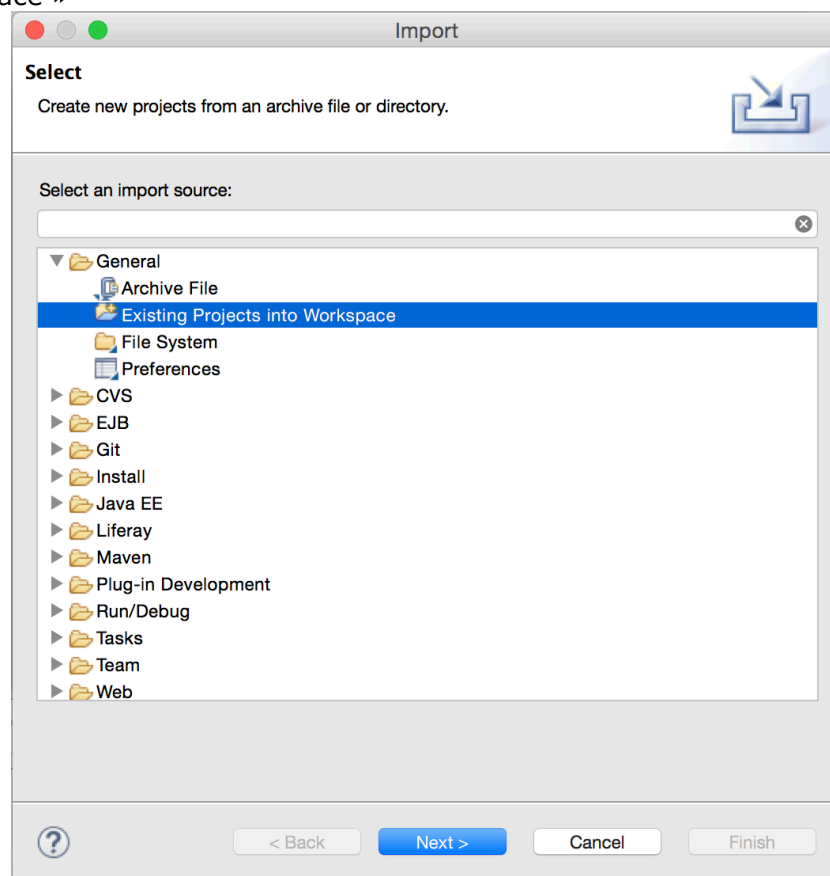 Import
Select
Create new projects from an archive file or directory.
Select an import source:
General
Archive File
Existing Projects into Workspace
File System
Preferences
CVS
EJB
Git
Install
Java EE
Liferay
Maven
Plug-in Development
Run/Debug
Tasks
Team
Web
?
< Back
Next >
Cancel
Finish